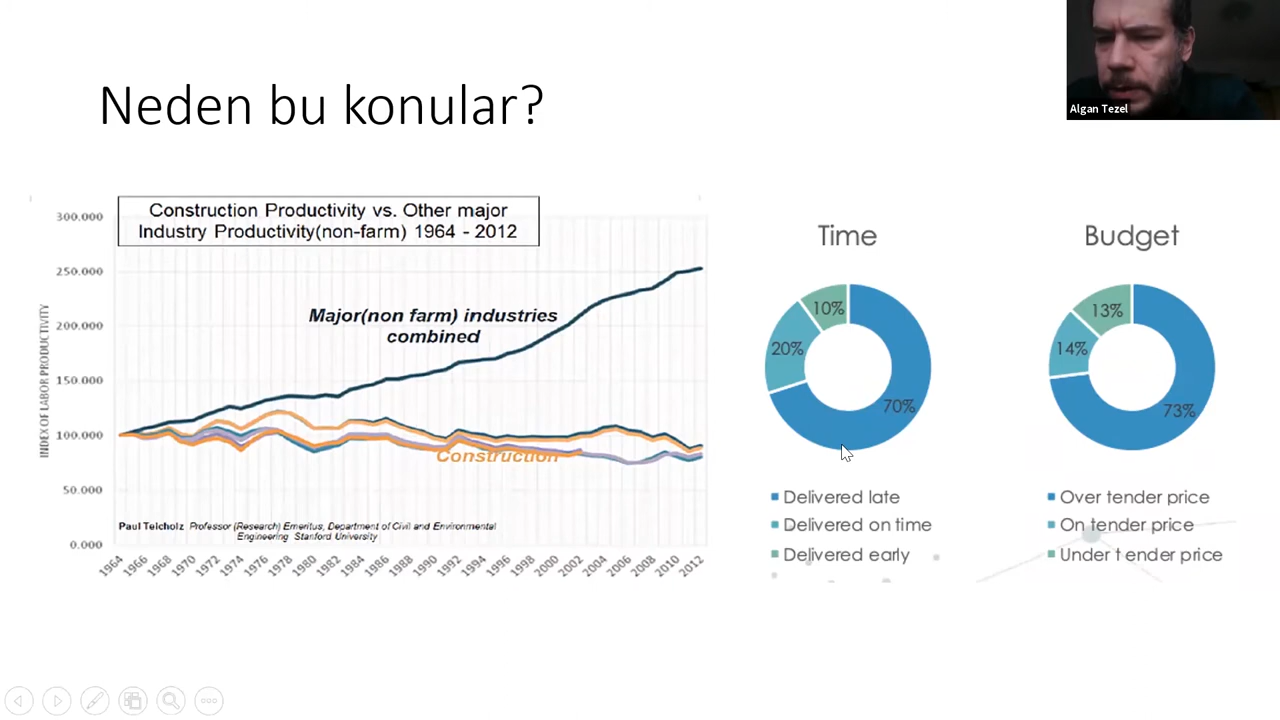 Algan Tezel
Neden bu konular?
Construction Productivity vs. Other major
Industry Productivity(non-farm) 1964 - 2012
INDEX OF LABOR PRODUCTIVITY
300.000
250.000
200.000
150.000
100.000
50.000
0.000
Major(non farm) industries
combined
Construction
Paul Teicholz Professor (Research) Emeritus, Department of Civil and Environmental
Engineering Stanford University
1964 1966 1968 1970 1972 1974 1976 1978 1980 1982 1984 1986 1988 1990 1992 1994 1996 1998 2000 2002 2004 2006 2008 2010 2012
Time
10%
20%
70%
Delivered late
Delivered on time
Delivered early
Budget
13%
14%
73%
Over tender price
On tender price
Under t ender price